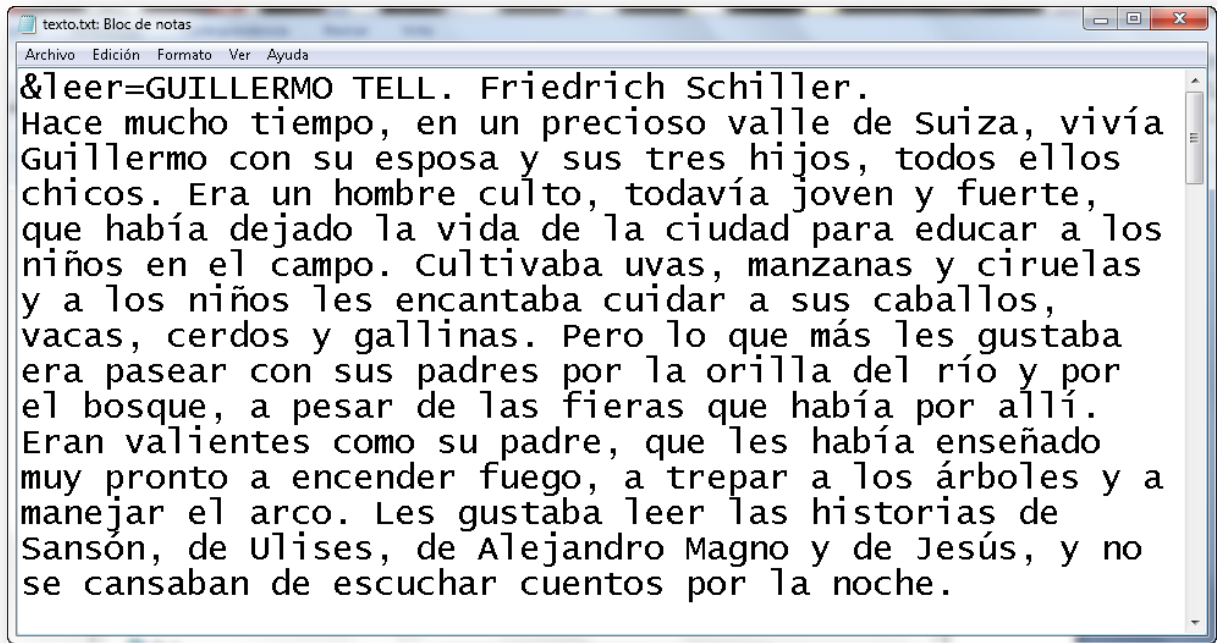 texto.txt: Bloc de notas
Archivo Edición Formato Ver Ayuda
&leer=GUILLERMO TELL. Friedrich Schiller.
Hace mucho tiempo, en un precioso valle de Suiza, vivía
Guillermo con su esposa y sus tres hijos, todos ellos
chicos. Era un hombre culto, todavía joven y fuerte,
que había dejado la vida de la ciudad para educar a los
niños en el campo. Cultivaba uvas, manzanas y ciruelas
y a los niños les encantaba cuidar a sus caballos,
vacas, cerdos y gallinas. Pero lo que más les gustaba
era pasear con sus padres por la orilla del río y por
el bosque, a pesar de las fieras que había por allí.
Eran valientes como su padre, que les había enseñado
muy pronto a encender fuego, a trepar a los árboles y a
manejar el arco. Les gustaba leer las historias de
Sansón, de Ulises, de Alejandro Magno y de Jesús, y no
se cansaban de escuchar cuentos por la noche.